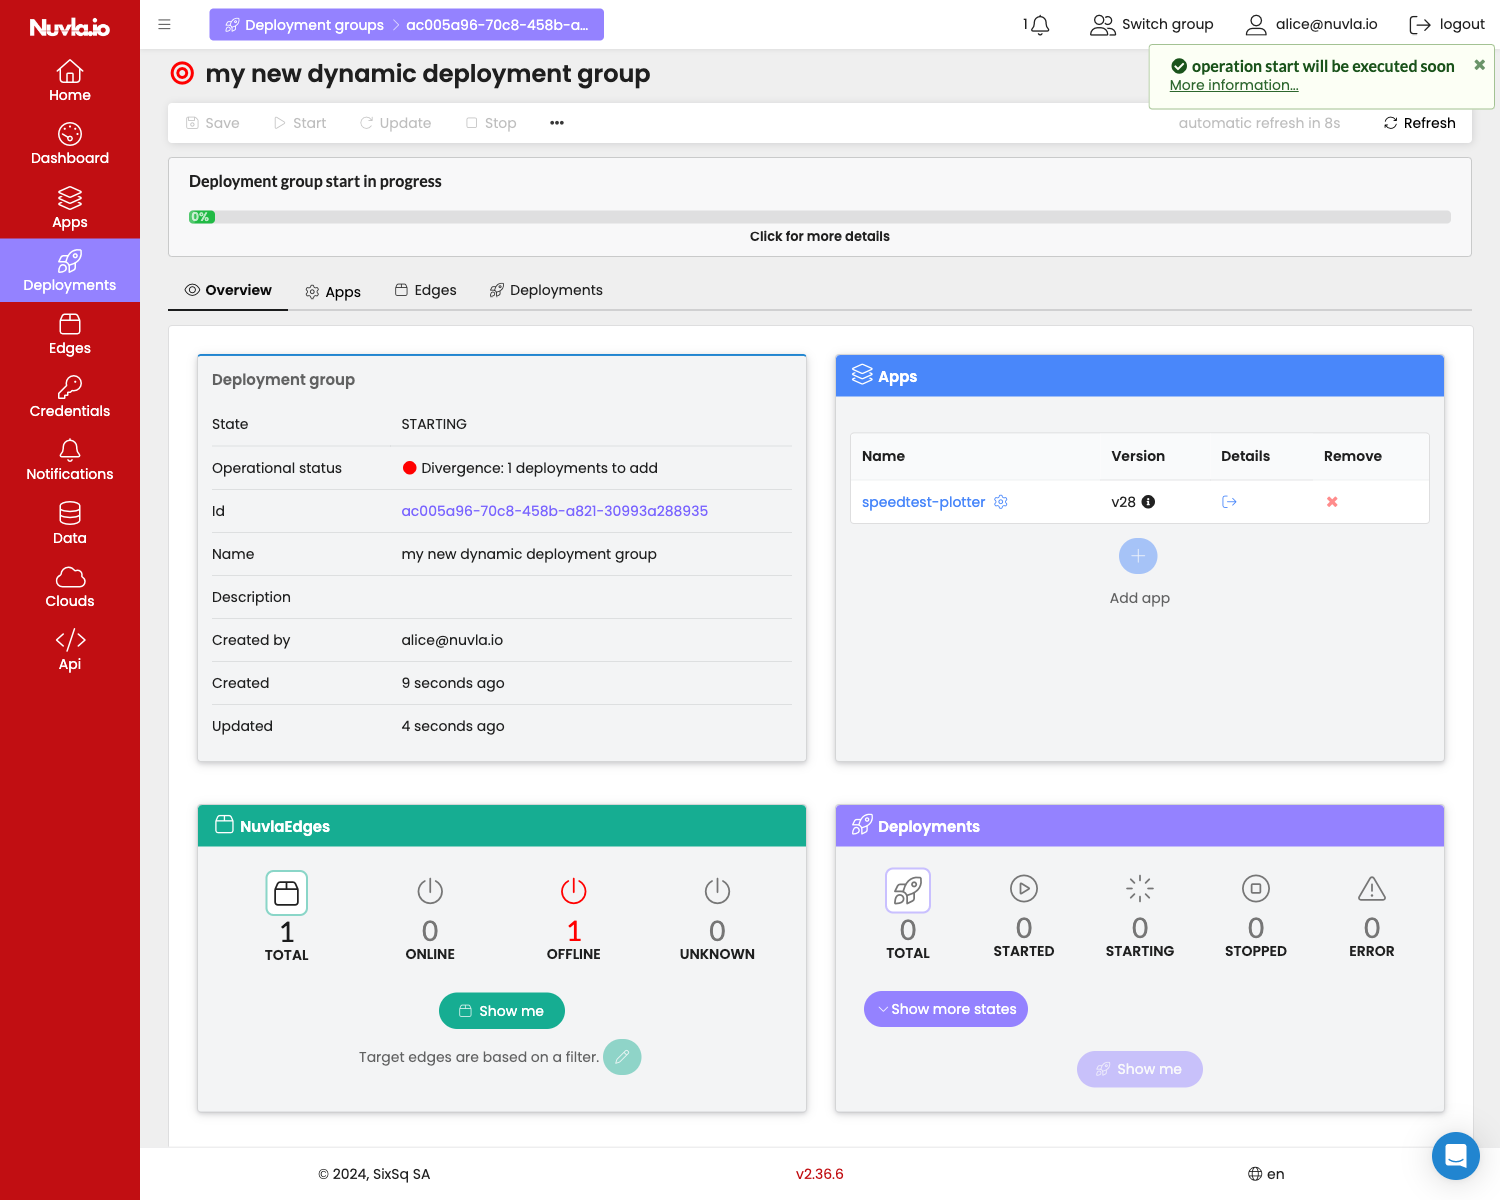 Nuvla.io
Home
Dashboard
Apps
Deployments
Edges
Credentials
Notifications
Data
Clouds
Api
Deployment groups
ac005a96-70c8-458b-a...
1
Switch group
alice@nuvla.io
logout
operation start will be executed soon
More information...
my new dynamic deployment group
Save
Start
Update
Stop
automatic refresh in 8s
Refresh
Deployment group start in progress
0%
Click for more details
Overview
Apps
Edges
Deployments
Deployment group
State STARTING
Operational status Divergence: 1 deployments to add
Id ac005a96-70c8-458b-a821-30993a288935
Name my new dynamic deployment group
Description
Created by alice@nuvla.io
Created 9 seconds ago
Updated 4 seconds ago
Apps
Name Version Details Remove
speedtest-plotter v28
Add app
NuvlaEdges
1 0 1 0
TOTAL ONLINE OFFLINE UNKNOWN
Show me
Target edges are based on a filter.
Deployments
0 0 0 0 0
TOTAL STARTED STARTING STOPPED ERROR
Show more states
Show me
© 2024, SixSq SA
v2.36.6
en